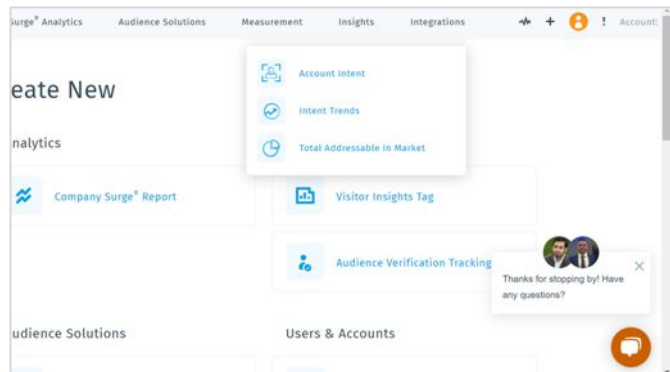 urge® Analytics Audience Solutions Measurement Insights Integrations + ! Account:
Account Intent
Intent Trends
Total Addressable In Market
eate New
nalytics
Company Surge® Report
Visitor Insights Tag
Audience Verification Tracking
Thanks for stopping by! Have
any questions?
udience Solutions
Users & Accounts